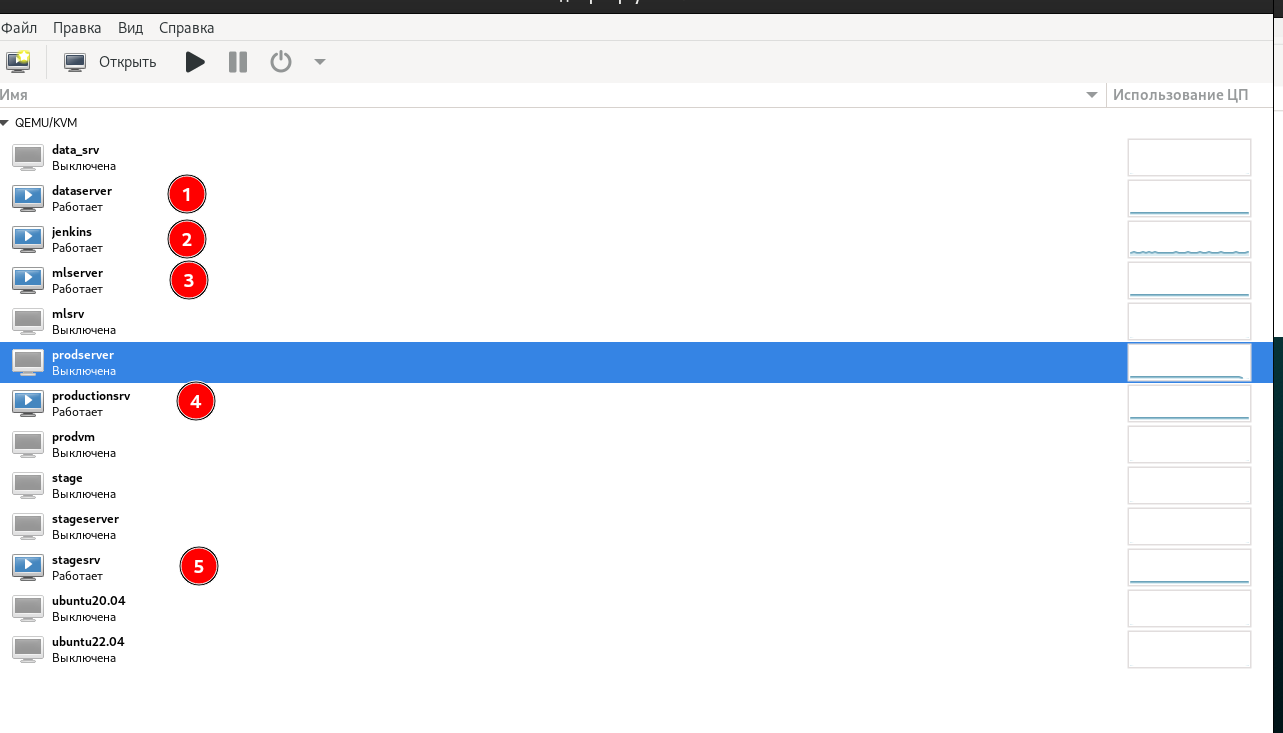 Файл Правка Вид Справка
Открыть
Имя Использование ЦП
QEMU/KVM
data_srv
Выключена
dataserver
Работает
1
jenkins
Работает
2
mlserver
Работает
3
mlsrv
Выключена
prodserver
Выключена
productionsrv
Работает
4
prodvm
Выключена
stage
Выключена
stageserver
Выключена
stagesrv
Работает
5
ubuntu20.04
Выключена
ubuntu22.04
Выключена